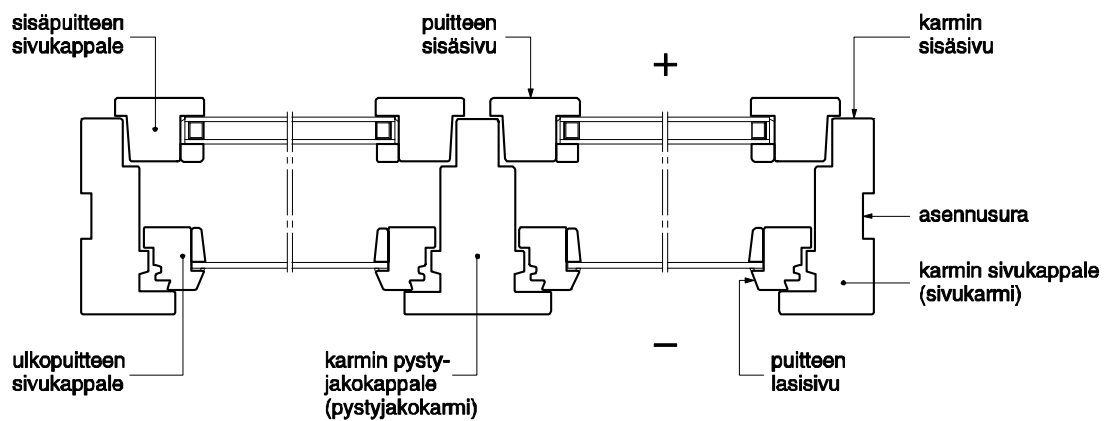 sisäpuitteen
sivukappale
puitteen
sisäsivu
karmin
sisäsivu
+
asennusura
karmin sivukappale
(sivukarmi)
–
ulkopuitteen
sivukappale
karmin pysty-
jakokappale
(pystyjakokarmi)
puitteen
lasisivu